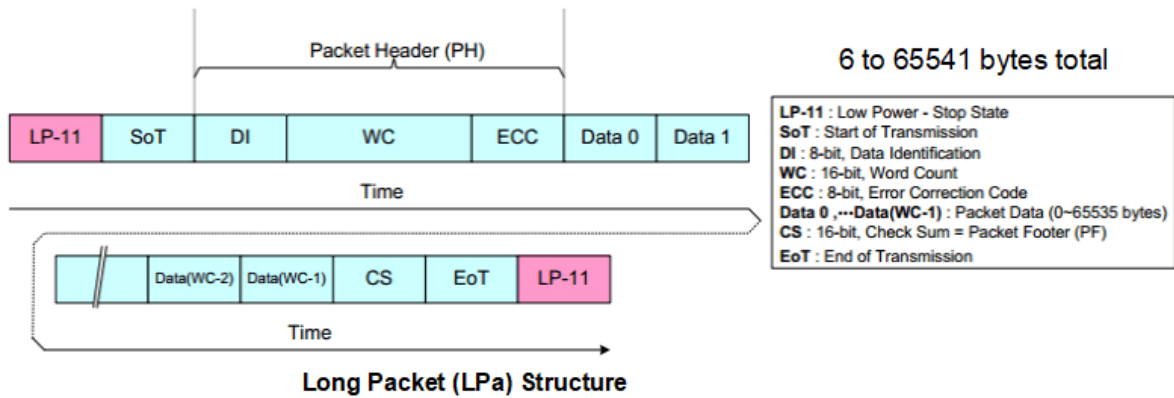 Packet Header (PH)
6 to 65541 bytes total
LP-11 SoT DI WC ECC Data 0 Data 1
Time
LP-11 : Low Power - Stop State
SoT : Start of Transmission
DI : 8-bit, Data Identification
WC : 16-bit, Word Count
ECC : 8-bit, Error Correction Code
Data 0 ,···Data(WC-1) : Packet Data (0~65535 bytes)
CS : 16-bit, Check Sum = Packet Footer (PF)
EoT : End of Transmission
Data(WC-2) Data(WC-1) CS EoT LP-11
Time
Long Packet (LPa) Structure